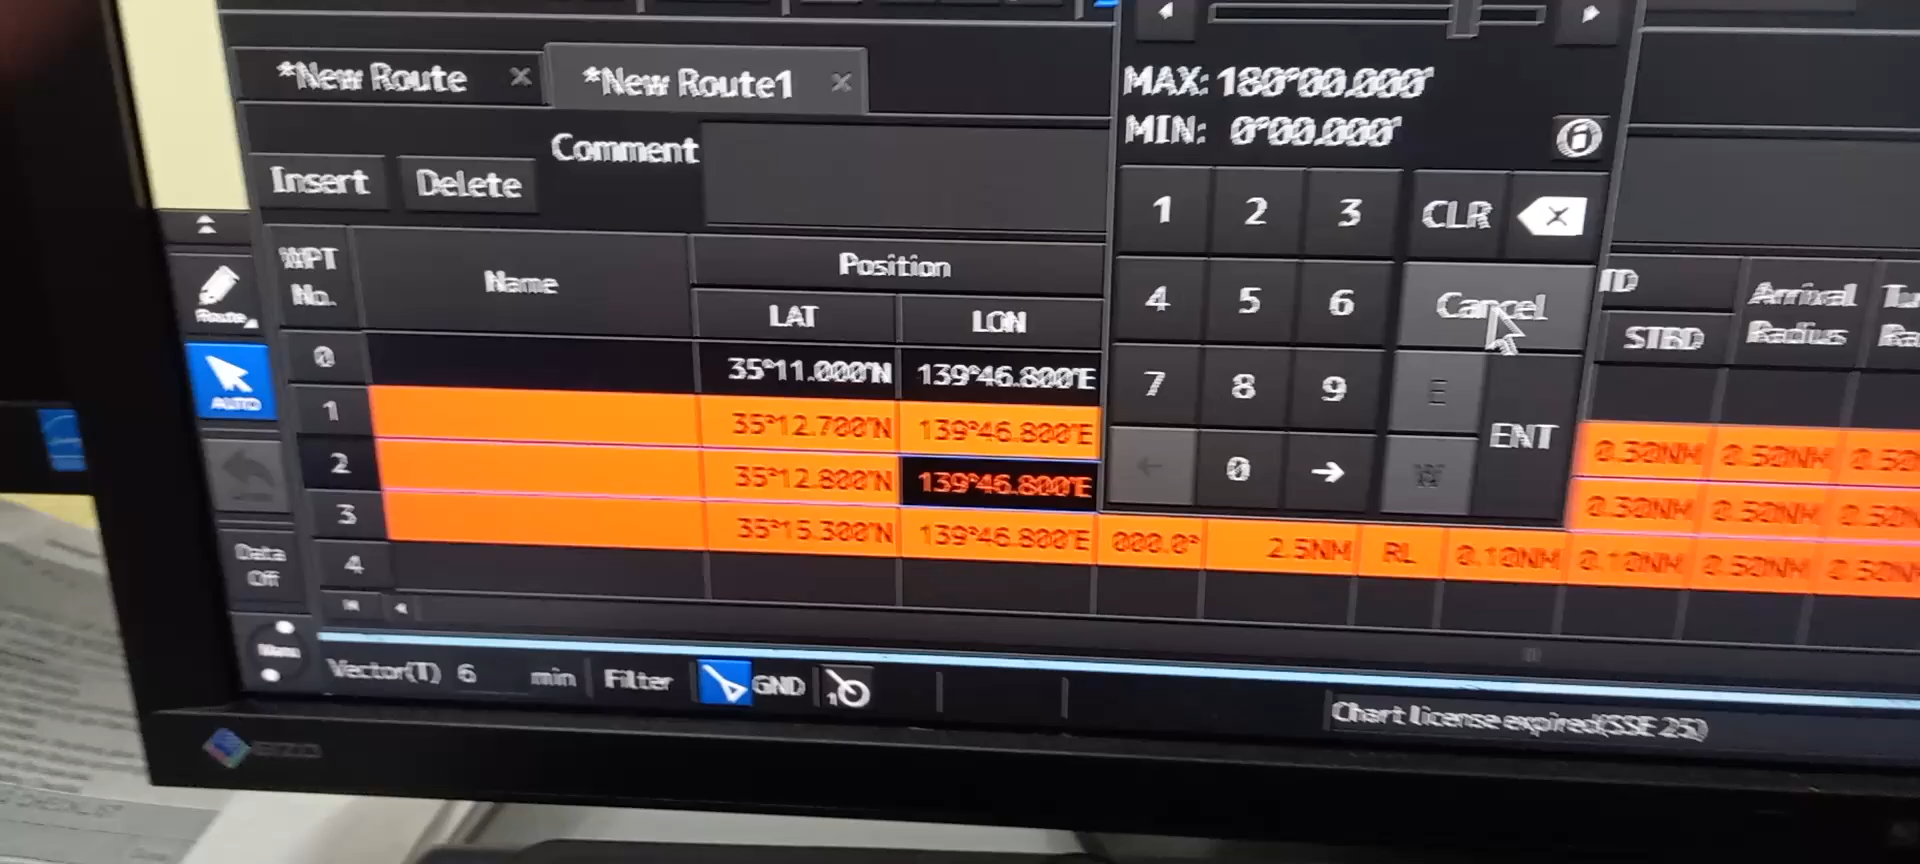 *New Route × *New Route1 ×
MAX: 180°00.000'
MIN: 0°00.000'
Comment
Insert Delete
1 2 3 CLR
WPT No. Name Position
LAT LON
4 5 6 Cancel
STBD Arrival Radius
0 35°11.000'N 139°46.800'E
7 8 9 E
1 35°12.700'N 139°46.800'E
ENT
0.30NM 0.50NM
2 35°12.800'N 139°46.800'E
0 W
0.30NM 0.50NM
3 35°15.300'N 139°46.800'E 000.0° 2.5NM RL 0.10NM 0.10NM 0.50NM
4
Route
AUTO
Data Off
Menu
Vector(T) 6 min Filter GND
Chart license expired(SSE 25)
EIZO